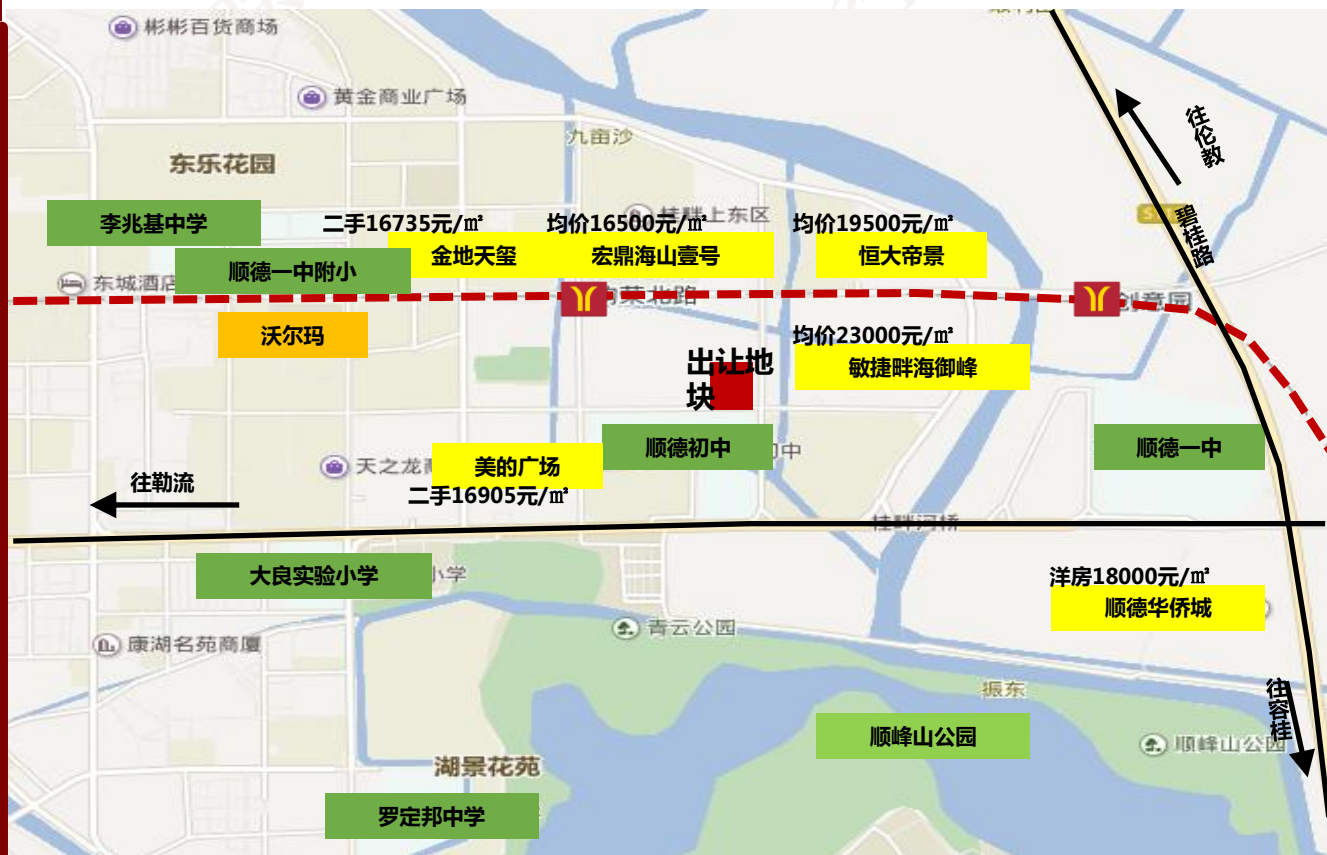 彬彬百货商场
黄金商业广场
九亩沙
往伦教
东乐花园
李兆基中学
二手16735元/㎡
均价16500元/㎡
上东区
均价19500元/㎡
碧桂路
顺德一中附小
金地天玺
宏鼎海山壹号
恒大帝景
东城酒店
荣北路
创意园
沃尔玛
均价23000元/㎡
敏捷畔海御峰
出让地
块
顺德初中
中
顺德一中
天之龙
美的广场
二手16905元/㎡
往勒流
桂畔河桥
大良实验小学
小学
洋房18000元/㎡
顺德华侨城
康湖名苑商厦
青云公园
振东
往容桂
顺峰山公园
顺峰山公园
湖景花苑
罗定邦中学